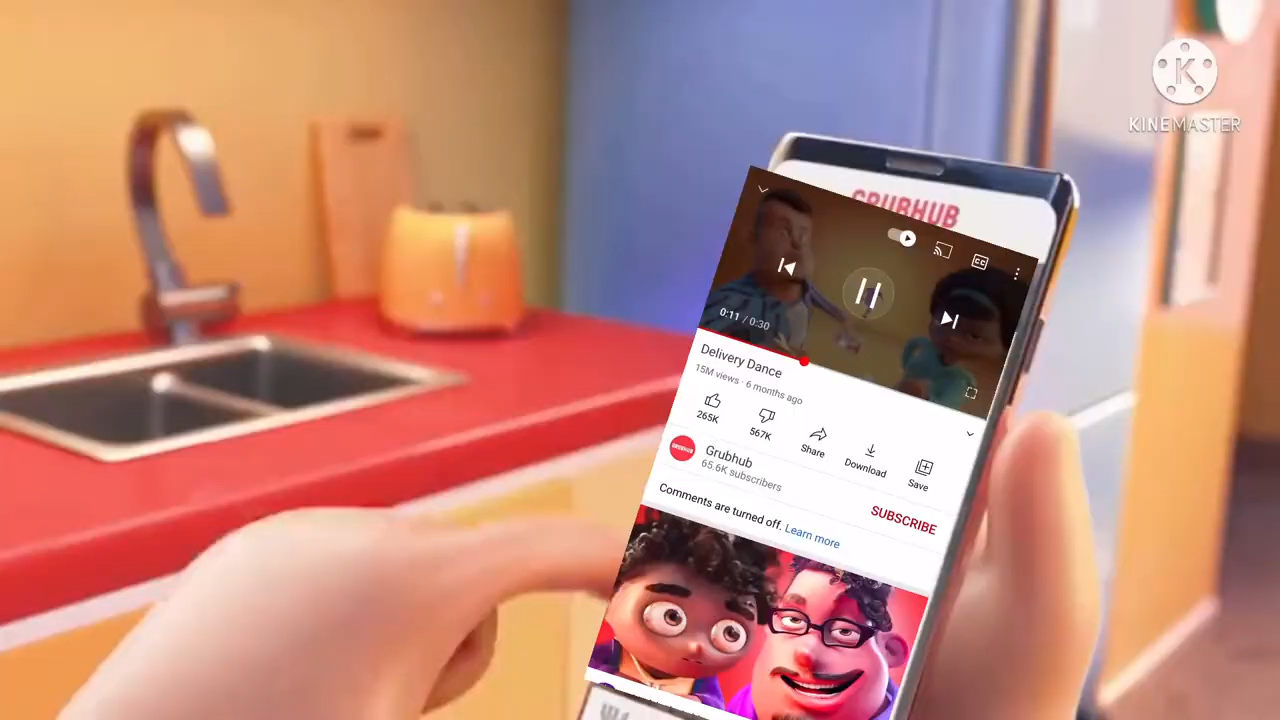 KINEMASTER
GRUBHUB
0:11 / 0:30
Delivery Dance
15M views · 6 months ago
265K
567K
Share
Download
Save
GRUBHUB
Grubhub
65.6K subscribers
SUBSCRIBE
Comments are turned off. Learn more